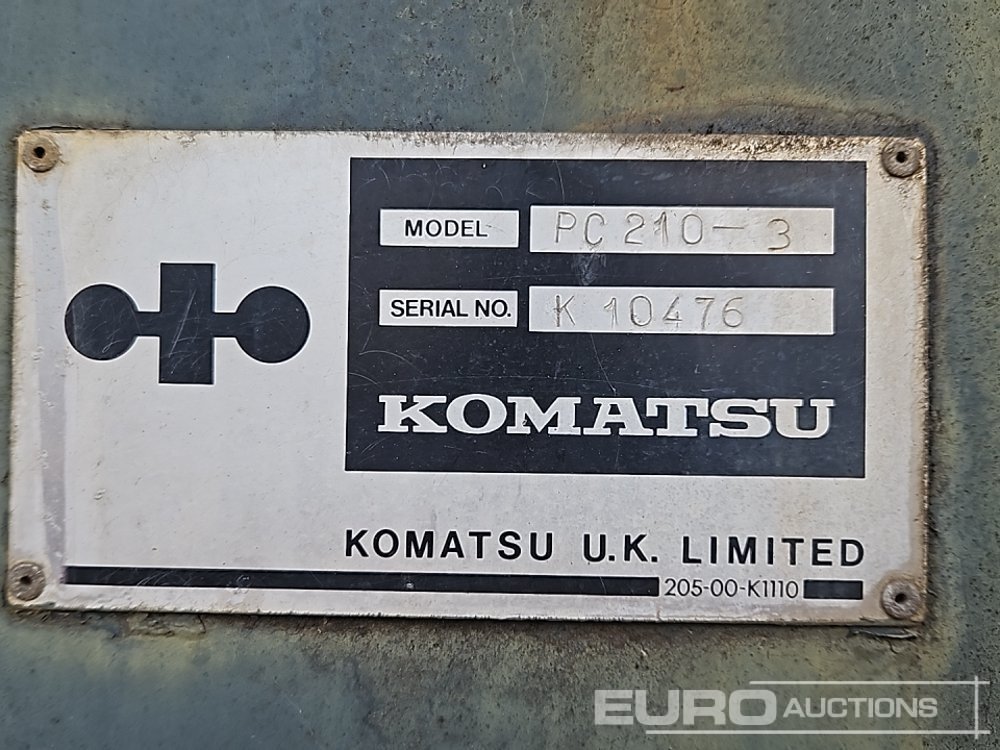 MODEL PC 210-3
SERIAL NO. K 10476
KOMATSU
KOMATSU U.K. LIMITED
205-00-K1110
EURO AUCTIONS